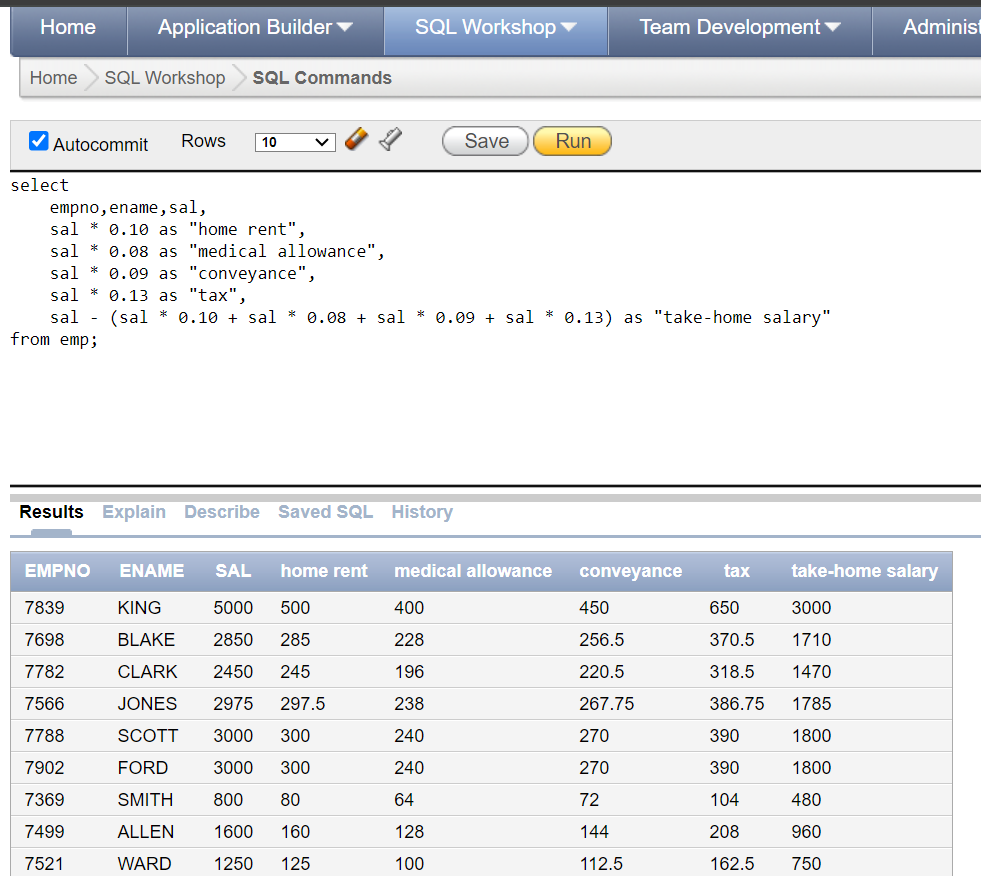 Home Application Builder SQL Workshop Team Development Administ
Home SQL Workshop SQL Commands
Autocommit Rows 10 Save Run
select
empno,ename,sal,
sal * 0.10 as "home rent",
sal * 0.08 as "medical allowance",
sal * 0.09 as "conveyance",
sal * 0.13 as "tax",
sal - (sal * 0.10 + sal * 0.08 + sal * 0.09 + sal * 0.13) as "take-home salary"
from emp;
Results Explain Describe Saved SQL History
EMPNO ENAME SAL home rent medical allowance conveyance tax take-home salary
7839 KING 5000 500 400 450 650 3000
7698 BLAKE 2850 285 228 256.5 370.5 1710
7782 CLARK 2450 245 196 220.5 318.5 1470
7566 JONES 2975 297.5 238 267.75 386.75 1785
7788 SCOTT 3000 300 240 270 390 1800
7902 FORD 3000 300 240 270 390 1800
7369 SMITH 800 80 64 72 104 480
7499 ALLEN 1600 160 128 144 208 960
7521 WARD 1250 125 100 112.5 162.5 750